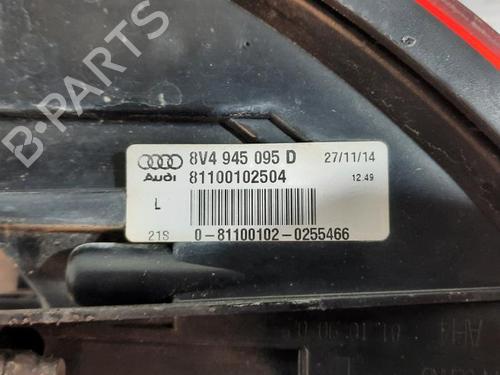 B-Parts
8V4 945 095 D 27/11/14
Audi 81100102504 12.49
L
21S 0-81100102-0255466